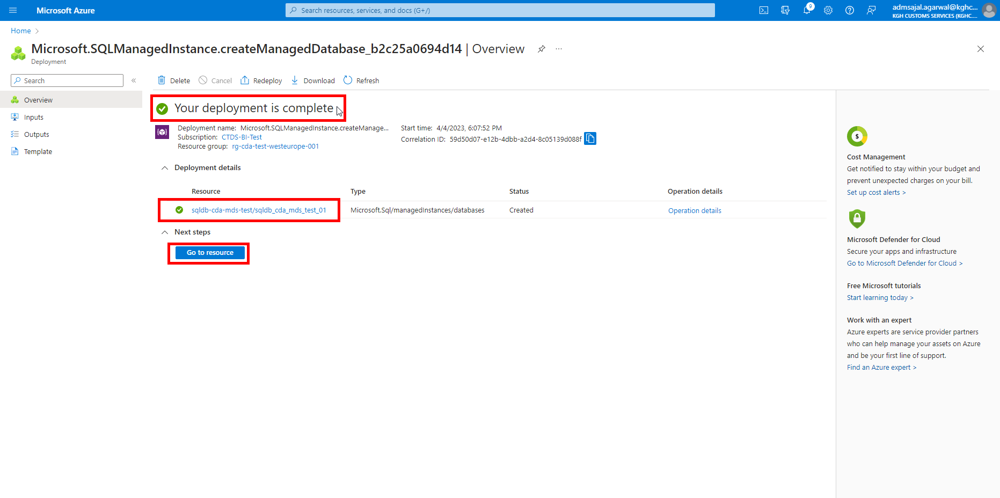 Microsoft Azure
Search resources, services, and docs (G+/)
9
admsajal.agarwal@kghc...
KGH CUSTOMS SERVICES (KGHC....
Home >
Microsoft.SQLManagedInstance.createManagedDatabase_b2c25a0694d14 | Overview
Deployment
Search
Overview
Inputs
Outputs
Template
Delete
Cancel
Redeploy
Download
Refresh
Your deployment is complete
Deployment name: Microsoft.SQLManagedInstance.createManage...
Subscription: CTDS-BI-Test
Resource group: rg-cda-test-westeurope-001
Start time: 4/4/2023, 6:07:52 PM
Correlation ID: 59d50d07-e12b-4dbb-a2d4-8c05139d088f
Deployment details
Resource Type Status Operation details
sqldb-cda-mds-test/sqldb_cda_mds_test_01 Microsoft.Sql/managedInstances/databases Created Operation details
Next steps
Go to resource
$
Cost Management
Get notified to stay within your budget and
prevent unexpected charges on your bill.
Set up cost alerts >
Microsoft Defender for Cloud
Secure your apps and infrastructure
Go to Microsoft Defender for Cloud >
Free Microsoft tutorials
Start learning today >
Work with an expert
Azure experts are service provider partners
who can help manage your assets on Azure
and be your first line of support.
Find an Azure expert >